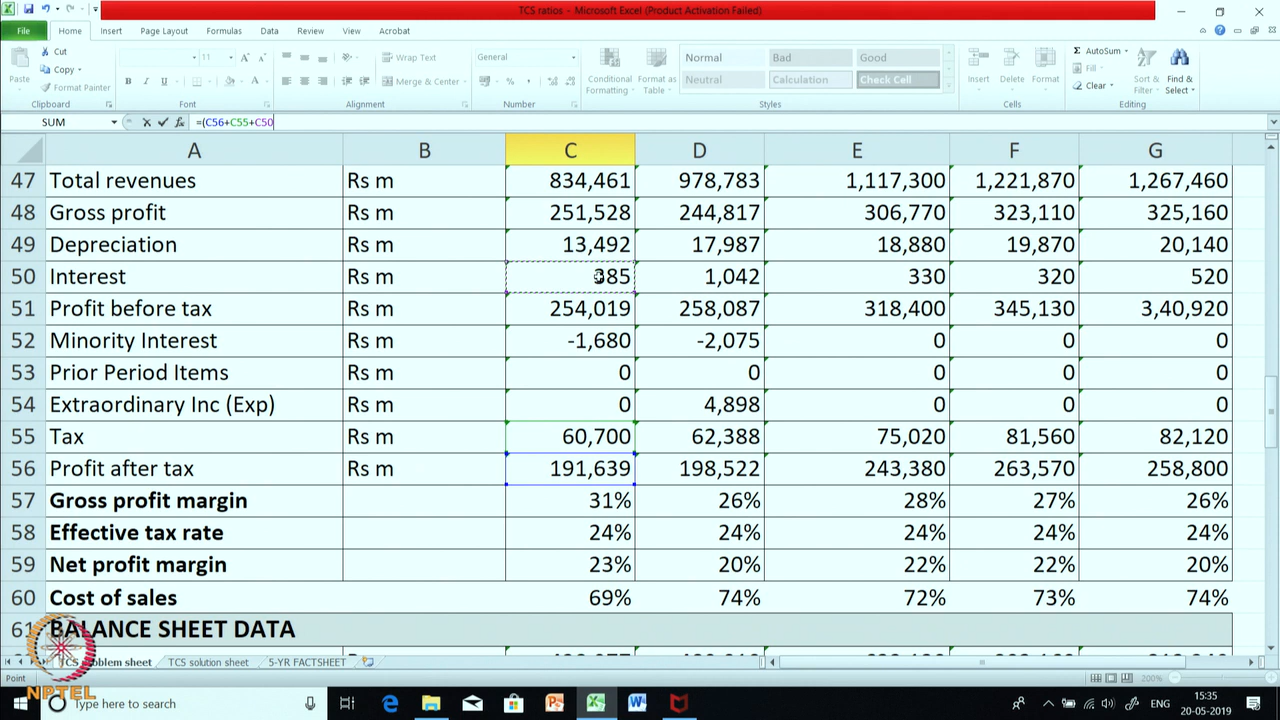 TCS ratios - Microsoft Excel (Product Activation Failed)
File Home Insert Page Layout Formulas Data Review View Acrobat
Paste
Cut
Copy
Format Painter
Clipboard
11
B I U
Font
Wrap Text
Merge & Center
Alignment
General
Number
Conditional Formatting
Format as Table
Normal Bad Good
Neutral Calculation Check Cell
Styles
Insert Delete Format
Cells
AutoSum
Fill
Clear
Sort & Filter
Find & Select
Editing
SUM =(C56+C55+C50
A B C D E F G
47 Total revenues Rs m 834,461 978,783 1,117,300 1,221,870 1,267,460
48 Gross profit Rs m 251,528 244,817 306,770 323,110 325,160
49 Depreciation Rs m 13,492 17,987 18,880 19,870 20,140
50 Interest Rs m 385 1,042 330 320 520
51 Profit before tax Rs m 254,019 258,087 318,400 345,130 3,40,920
52 Minority Interest Rs m -1,680 -2,075 0 0 0
53 Prior Period Items Rs m 0 0 0 0 0
54 Extraordinary Inc (Exp) Rs m 0 4,898 0 0 0
55 Tax Rs m 60,700 62,388 75,020 81,560 82,120
56 Profit after tax Rs m 191,639 198,522 243,380 263,570 258,800
57 Gross profit margin 31% 26% 28% 27% 26%
58 Effective tax rate 24% 24% 24% 24% 24%
59 Net profit margin 23% 20% 22% 22% 20%
60 Cost of sales 69% 74% 72% 73% 74%
61 BALANCE SHEET DATA
TCS problem sheet TCS solution sheet 5-YR FACTSHEET
Point 200%
NPTEL
Type here to search
ENG
15:35
20-05-2019